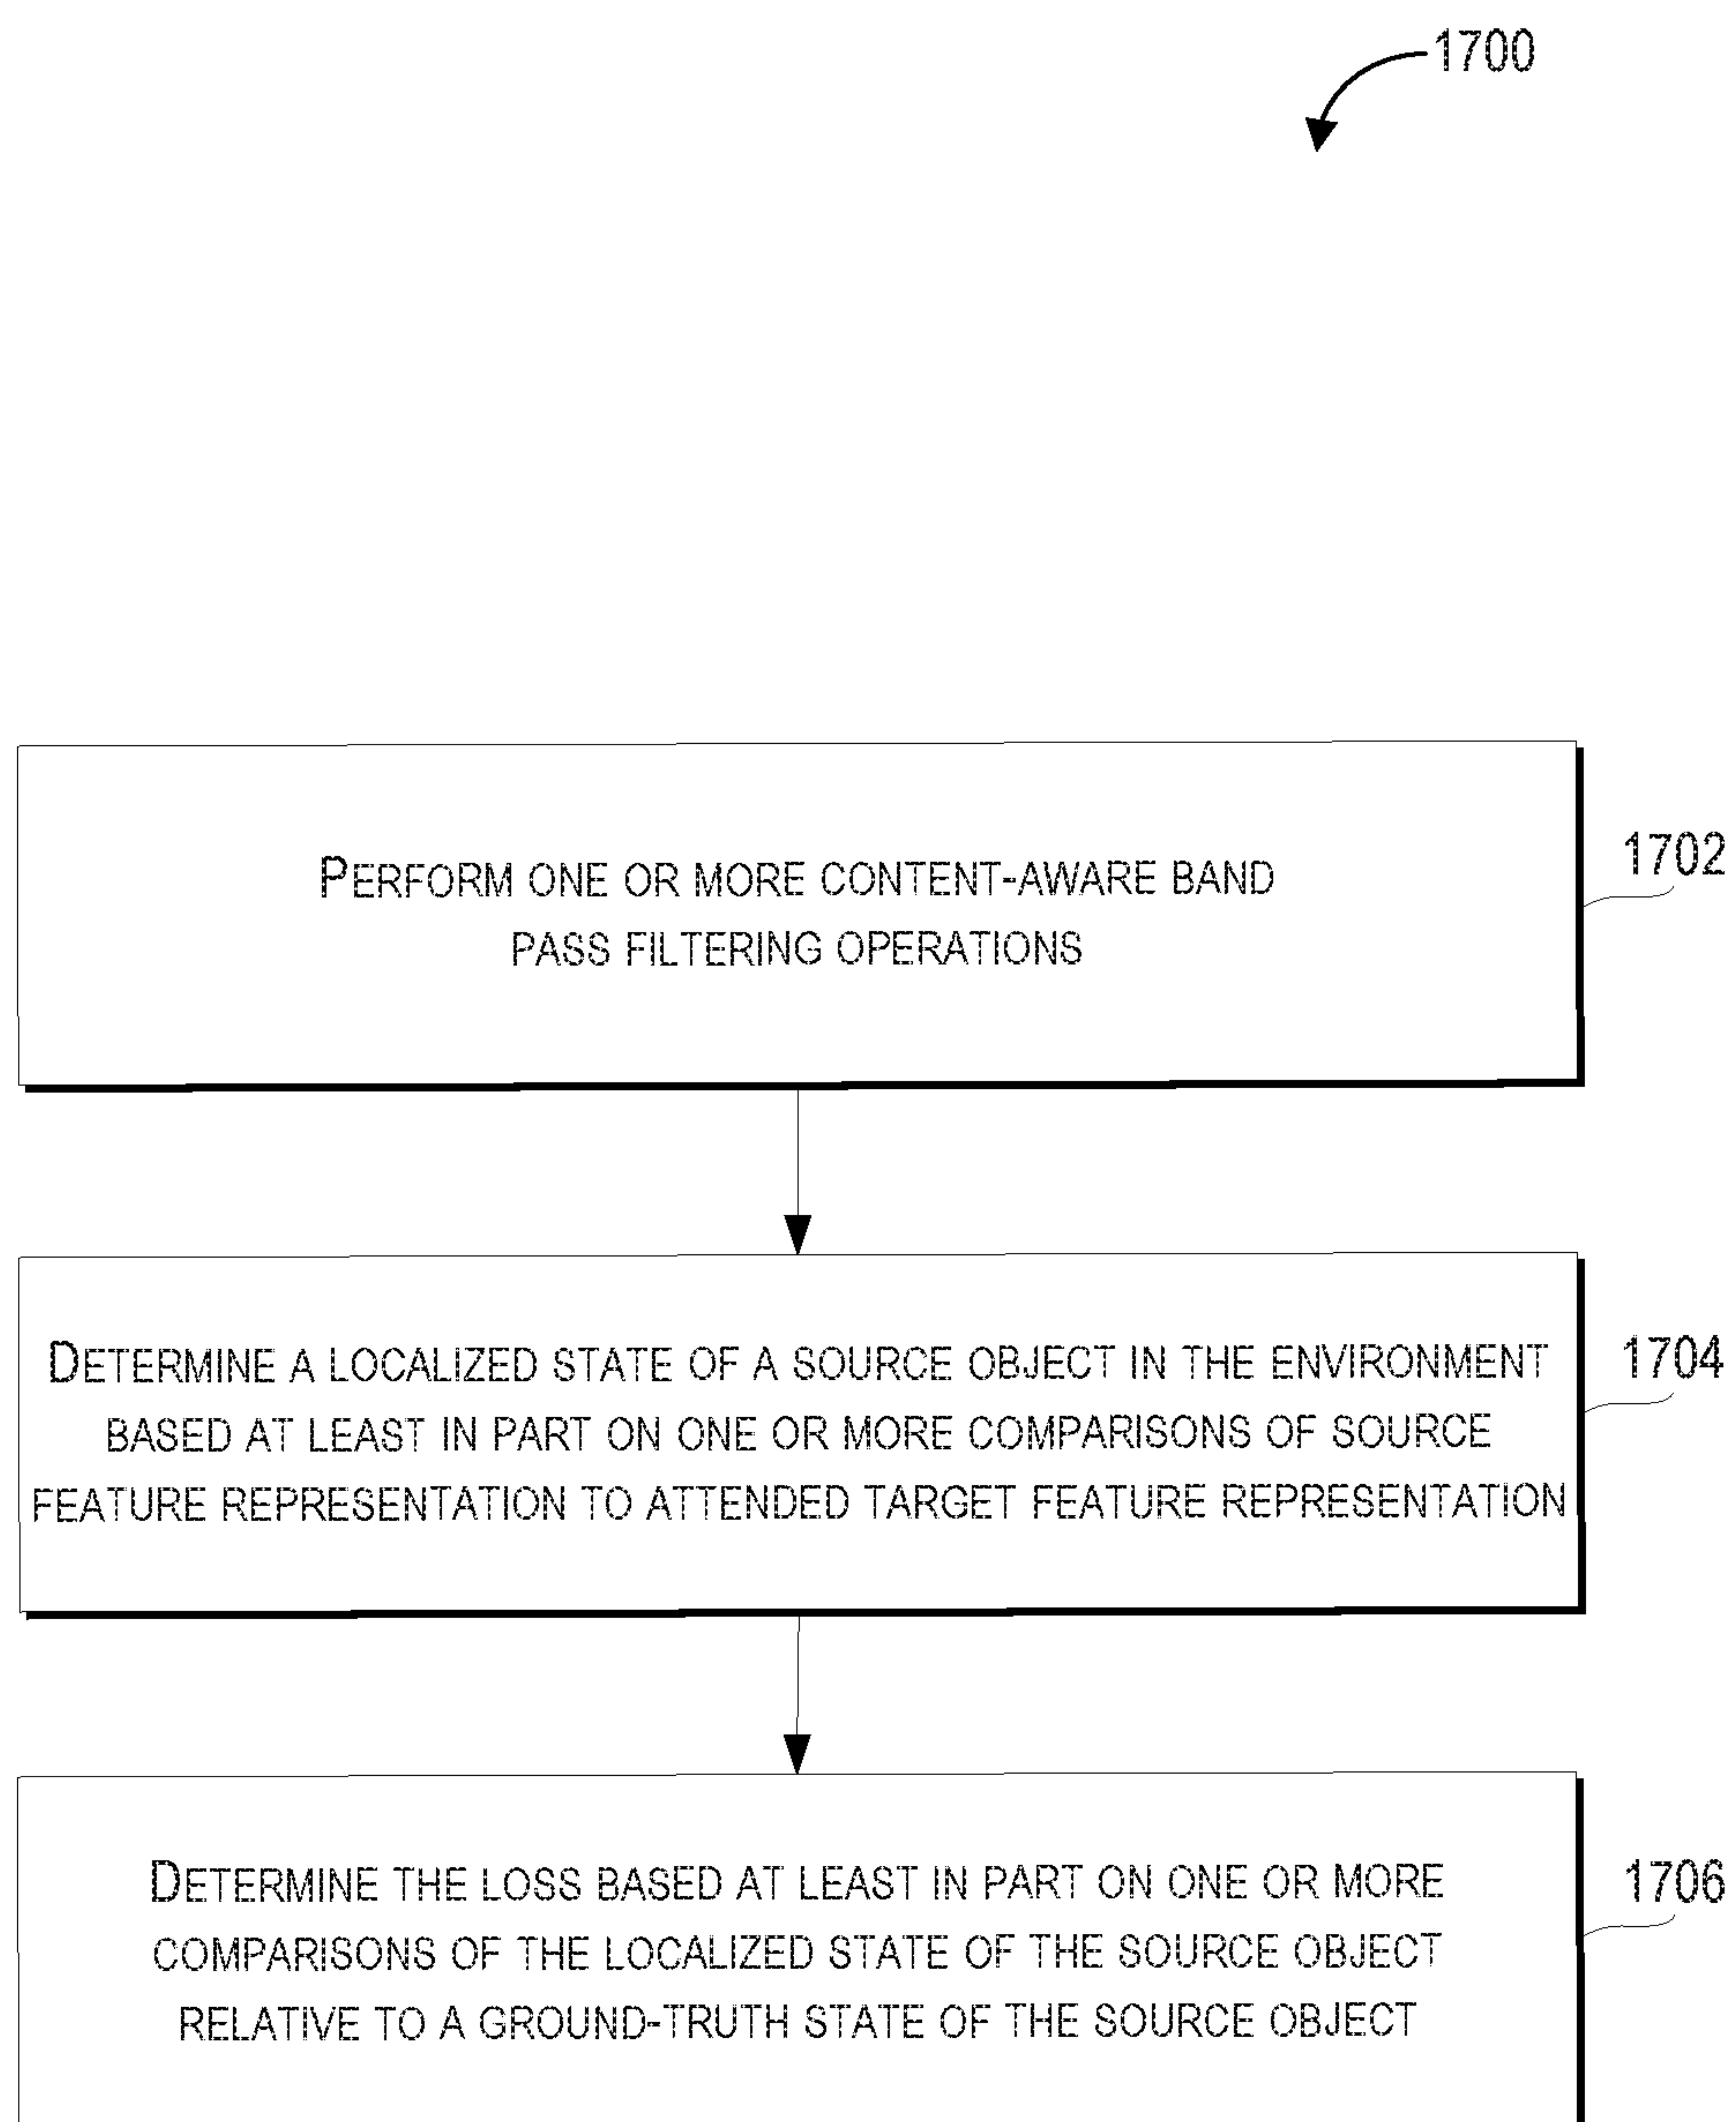 1700
PERFORM ONE OR MORE CONTENT-AWARE BAND
PASS FILTERING OPERATIONS
1702
DETERMINE A LOCALIZED STATE OF A SOURCE OBJECT IN THE ENVIRONMENT
BASED AT LEAST IN PART ON ONE OR MORE COMPARISONS OF SOURCE
FEATURE REPRESENTATION TO ATTENDED TARGET FEATURE REPRESENTATION
1704
DETERMINE THE LOSS BASED AT LEAST IN PART ON ONE OR MORE
COMPARISONS OF THE LOCALIZED STATE OF THE SOURCE OBJECT
RELATIVE TO A GROUND-TRUTH STATE OF THE SOURCE OBJECT
1706